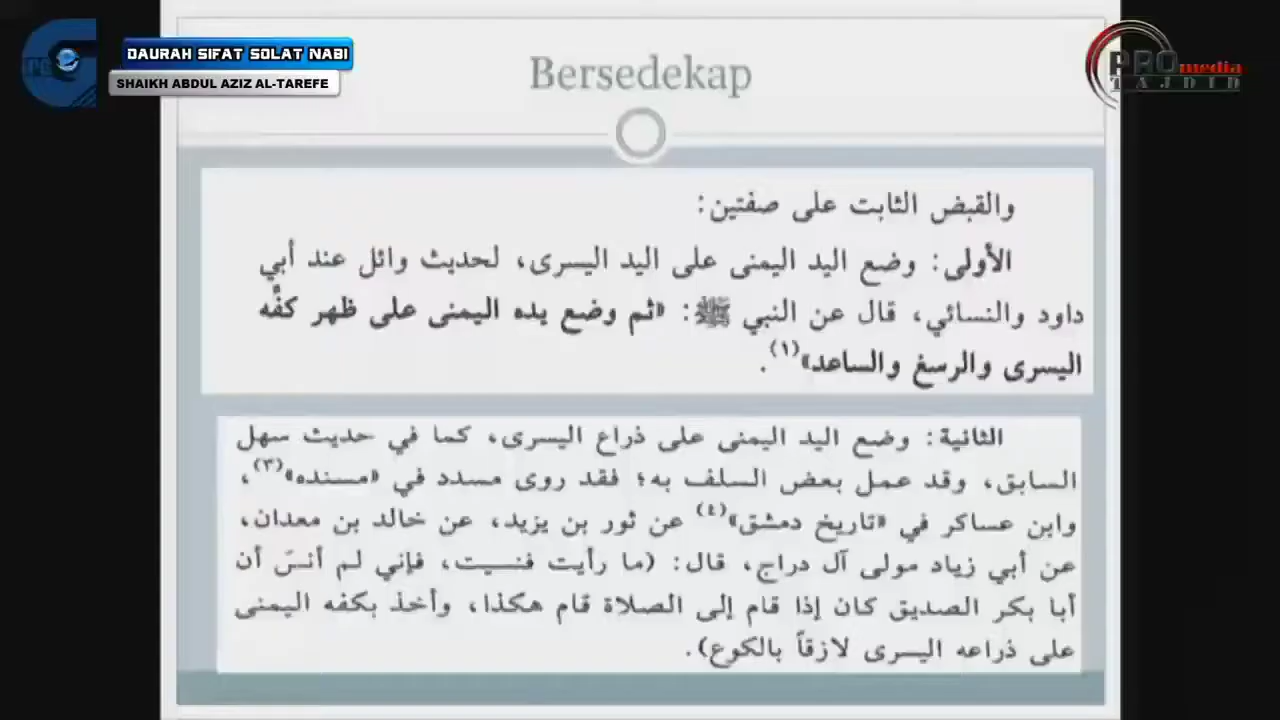 DAURAH SIFAT SOLAT NABI
SHAIKH ABDUL AZIZ AL-TAREFE
PROmedia
TAJDID
Bersedekap
والقبض الثابت على صفتين:
الأولى: وضع اليد اليمنى على اليد اليسرى، لحديث وائل عند أبي
داود والنسائي، قال عن النبي ﷺ: «ثم وضع يده اليمنى على ظهر كفِّه
اليسرى والرسغ والساعد»(١).
الثانية: وضع اليد اليمنى على ذراع اليسرى، كما في حديث سهل
السابق، وقد عمل بعض السلف به؛ فقد روى مسدد في «مسنده»(٣)،
وابن عساكر في «تاريخ دمشق»(٤) عن ثور بن يزيد، عن خالد بن معدان،
عن أبي زياد مولى آل دراج، قال: (ما رأيت فنسيت، فإني لم أنسَ أن
أبا بكر الصديق كان إذا قام إلى الصلاة قام هكذا، وأخذ بكفه اليمنى
على ذراعه اليسرى لازقاً بالكوع).